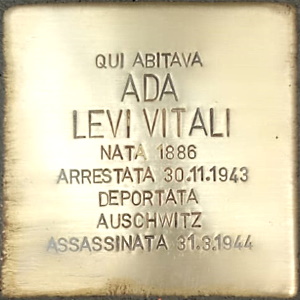 QUI ABITAVA
ADA
LEVI VITALI
NATA 1886
ARRESTATA 30.11.1943
DEPORTATA
AUSCHWITZ
ASSASSINATA 31.3.1944